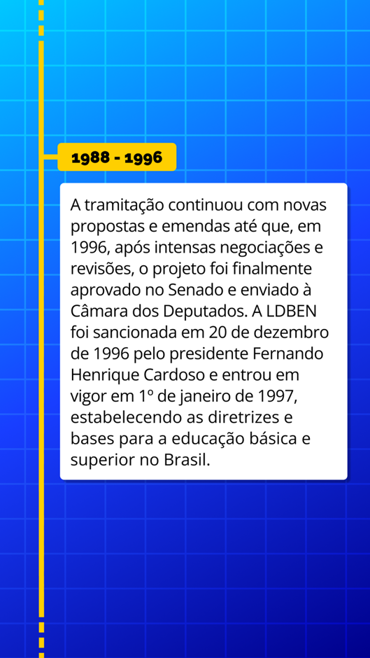 1988 - 1996
A tramitação continuou com novas
propostas e emendas até que, em
1996, após intensas negociações e
revisões, o projeto foi finalmente
aprovado no Senado e enviado à
Câmara dos Deputados. A LDBEN
foi sancionada em 20 de dezembro
de 1996 pelo presidente Fernando
Henrique Cardoso e entrou em
vigor em 1º de janeiro de 1997,
estabelecendo as diretrizes e
bases para a educação básica e
superior no Brasil.